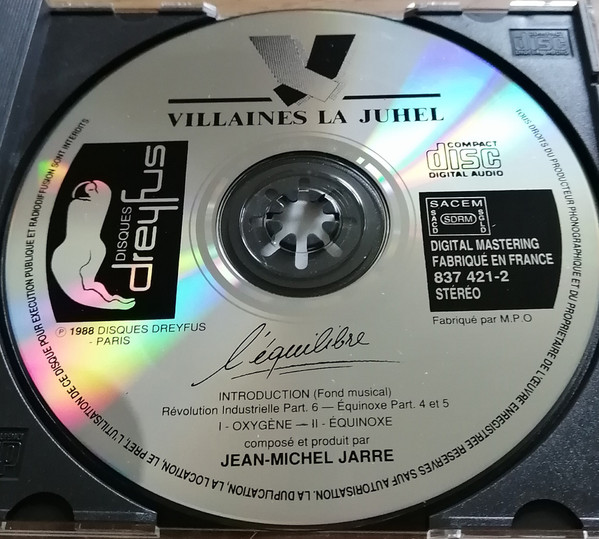 VILLAINES LA JUHEL
DISQUES
dreyfus
COMPACT
disc
DIGITAL AUDIO
SACEM
SACD
SDRM
SGDL
DIGITAL MASTERING
FABRIQUÉ EN FRANCE
837 421-2
STÉRÉO
Fabriqué par M.P.O
℗ 1988 DISQUES DREYFUS
- PARIS
l'équilibre
INTRODUCTION (Fond musical)
Révolution Industrielle Part. 6 — Équinoxe Part. 4 et 5
I - OXYGÈNE — II - ÉQUINOXE
composé et produit par
JEAN-MICHEL JARRE
TOUS DROITS DU PRODUCTEUR PHONOGRAPHIQUE ET DU PROPRIETAIRE DE L'ŒUVRE ENREGISTREE RESERVES SAUF AUTORISATION, LA DUPLICATION, LA LOCATION, LE PRET, L'UTILISATION DE CE DISQUE POUR EXECUTION PUBLIQUE ET RADIODIFFUSION SONT INTERDITS
disc